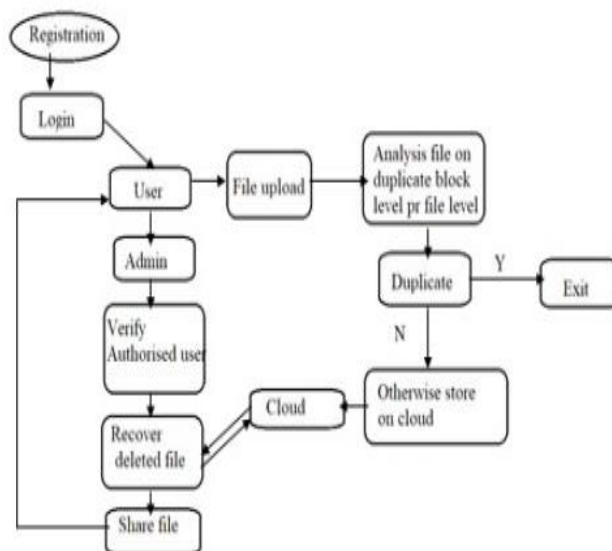 Registration
Login
User
File upload
Analysis file on
duplicate block
level pr file level
Admin
Duplicate
Y
Exit
N
Verify
Authorised user
Otherwise store
on cloud
Cloud
Recover
deleted file
Share file